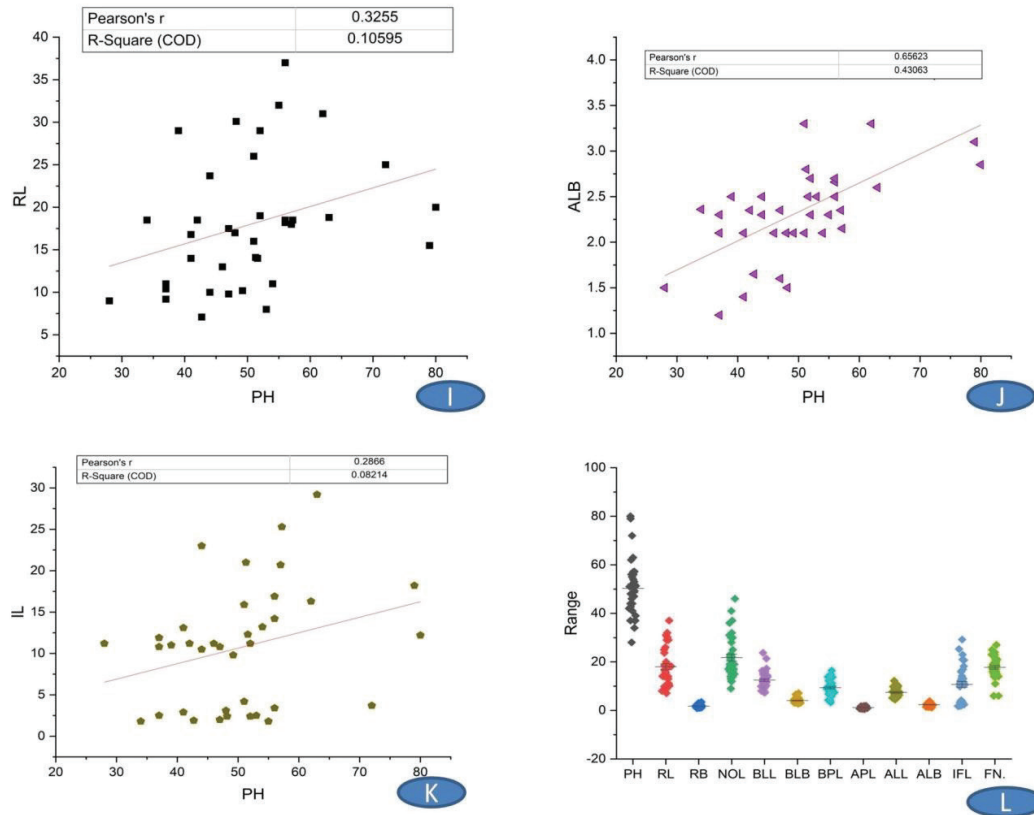 Pearson's r 0.3255
R-Square (COD) 0.10595
40
35
30
25
20
15
10
5
RL
20 30 40 50 60 70 80
PH
I
Pearson's r 0.65623
R-Square (COD) 0.43063
4.0
3.5
3.0
2.5
2.0
1.5
1.0
ALB
20 30 40 50 60 70 80
PH
J
Pearson's r 0.2866
R-Square (COD) 0.08214
30
25
20
15
10
5
0
IL
20 30 40 50 60 70 80
PH
K
100
80
60
40
20
0
-20
Range
PH RL RB NOL BLL BLB BPL APL ALL ALB IFL FN.
L